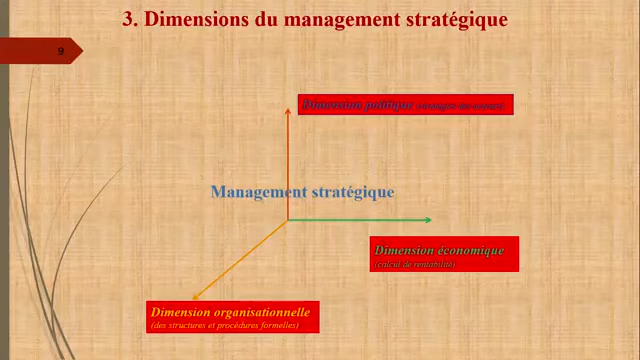 3. Dimensions du management stratégique
9
Dimension politique
Management stratégique
Dimension économique
(calcul de rentabilité)
Dimension organisationnelle
(des structures et procédures formelles)